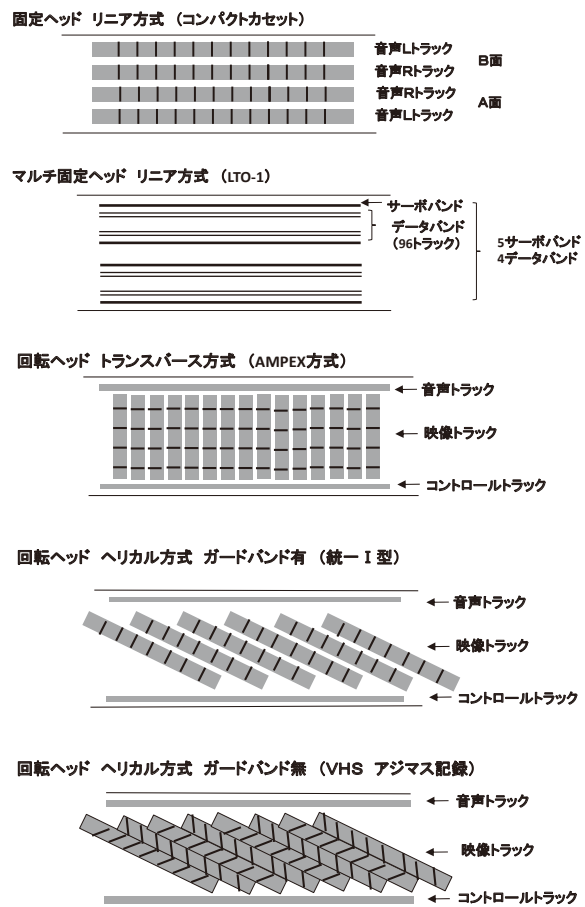 固定ヘッド リニア方式 (コンパクトカセット)
音声Lトラック
音声Rトラック
B面
音声Rトラック
音声Lトラック
A面
マルチ固定ヘッド リニア方式 (LTO-1)
サーボバンド
データバンド
(96トラック)
5サーボバンド
4データバンド
回転ヘッド トランスバース方式 (AMPEX方式)
音声トラック
映像トラック
コントロールトラック
回転ヘッド ヘリカル方式 ガードバンド有 (統一Ⅰ型)
音声トラック
映像トラック
コントロールトラック
回転ヘッド ヘリカル方式 ガードバンド無 (VHS アジマス記録)
音声トラック
映像トラック
コントロールトラック